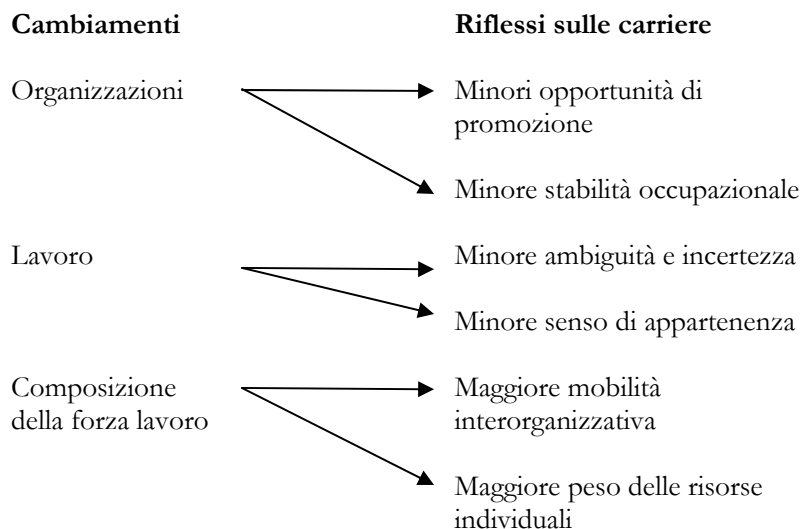 Cambiamenti
Riflessi sulle carriere
Organizzazioni
Minori opportunità di
promozione
Minore stabilità occupazionale
Lavoro
Minore ambiguità e incertezza
Minore senso di appartenenza
Composizione
della forza lavoro
Maggiore mobilità
interorganizzativa
Maggiore peso delle risorse
individuali